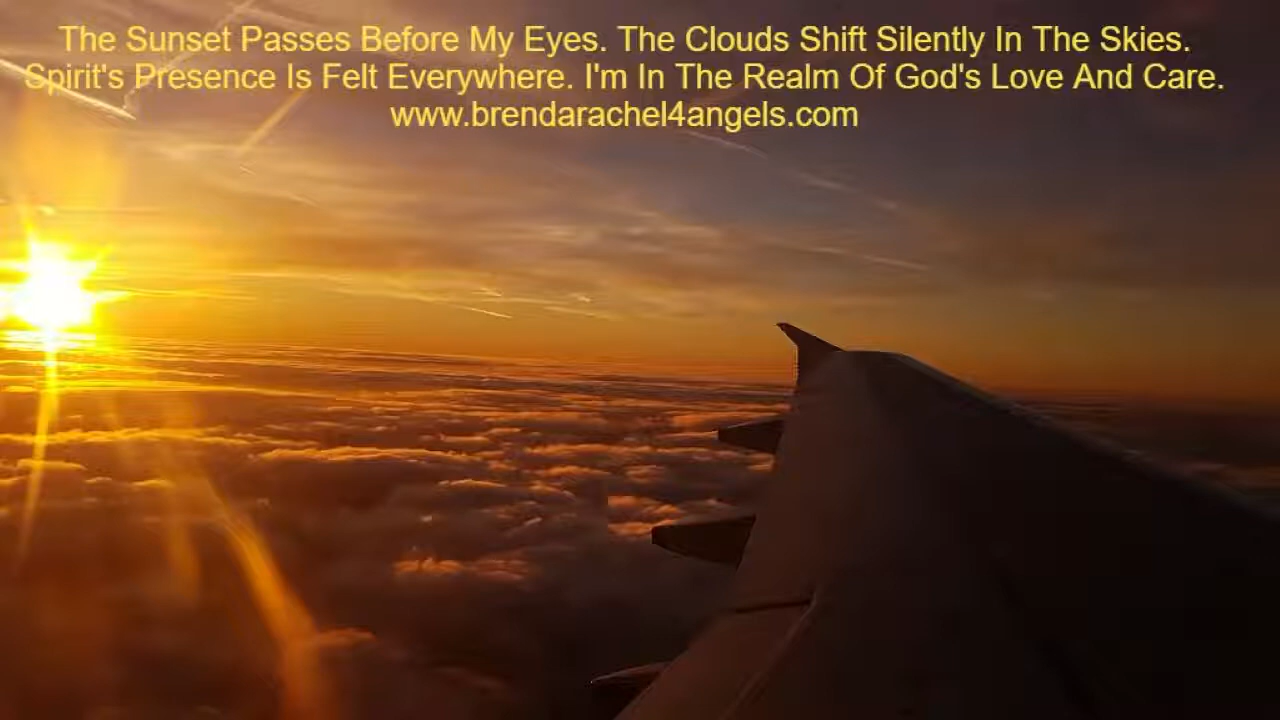 The Sunset Passes Before My Eyes. The Clouds Shift Silently In The Skies.
Spirit's Presence Is Felt Everywhere. I'm In The Realm Of God's Love And Care.
www.brendarachel4angels.com